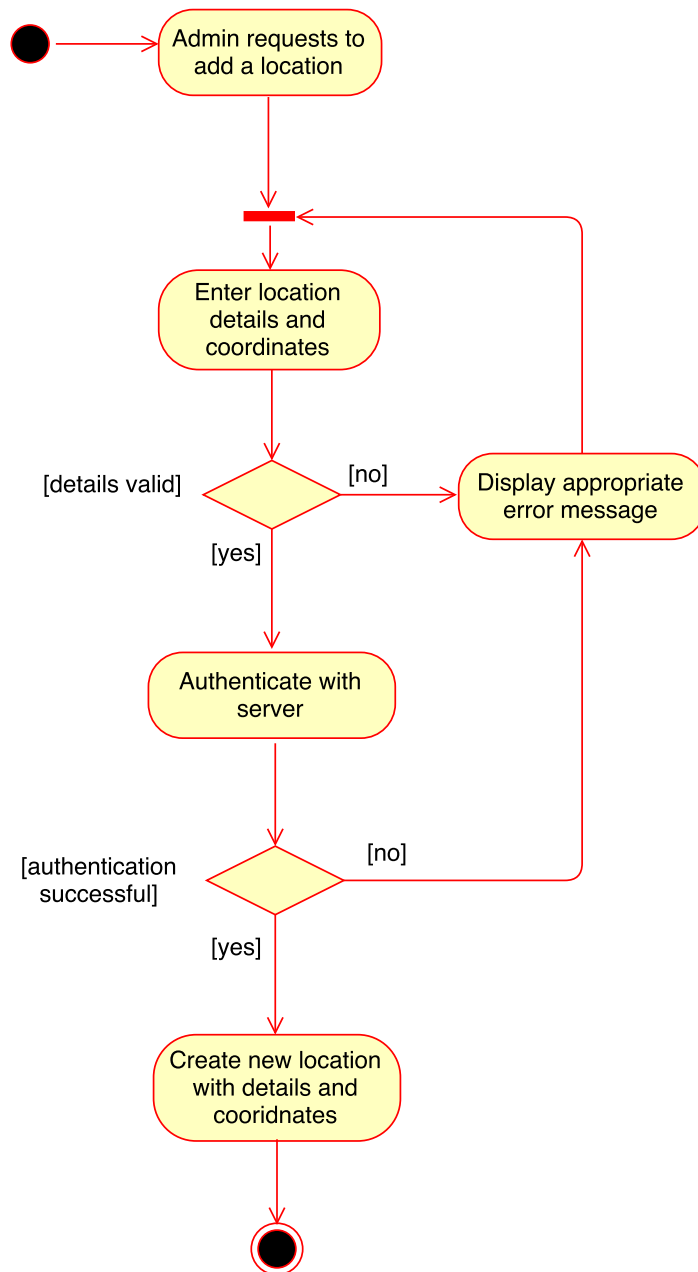 Admin requests to
add a location
Enter location
details and
coordinates
[details valid]
[no]
Display appropriate
error message
[yes]
Authenticate with
server
[authentication
successful]
[no]
[yes]
Create new location
with details and
cooridnates